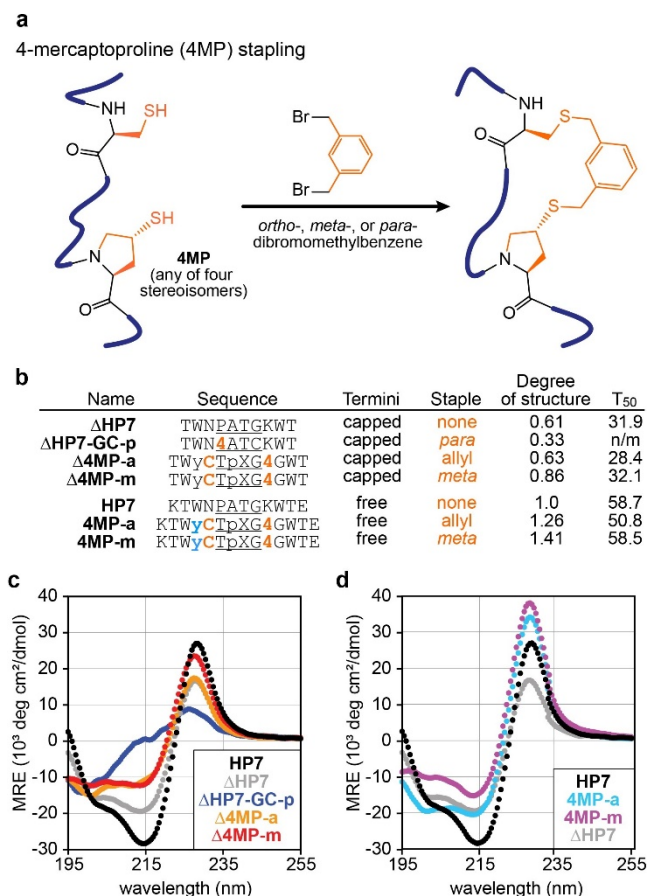 a
4-mercaptoproline (4MP) stapling
NH
SH
O
SH
N
4MP
(any of four
stereoisomers)
O
Br
Br
ortho-, meta-, or para-
dibromomethylbenzene
NH
S
O
S
N
O
b
Name Sequence Termini Staple Degree of structure T50
ΔHP7 TWNPATGKWT capped none 0.61 31.9
ΔHP7-GC-p TWN4ATCKWT capped para 0.33 n/m
Δ4MP-a TWyCTpXG4GWT capped allyl 0.63 28.4
Δ4MP-m TWyCTpXG4GWT capped meta 0.86 32.1
HP7 KTWNPATGKWTE free none 1.0 58.7
4MP-a KTWyCTpXG4GWTE free allyl 1.26 50.8
4MP-m KTWyCTpXG4GWTE free meta 1.41 58.5
c
MRE (10³ deg cm²/dmol)
40
30
20
10
0
-10
-20
-30
195 215 235 255
wavelength (nm)
HP7
ΔHP7
ΔHP7-GC-p
Δ4MP-a
Δ4MP-m
d
MRE (10³ deg cm²/dmol)
40
30
20
10
0
-10
-20
-30
195 215 235 255
wavelength (nm)
HP7
4MP-a
4MP-m
ΔHP7